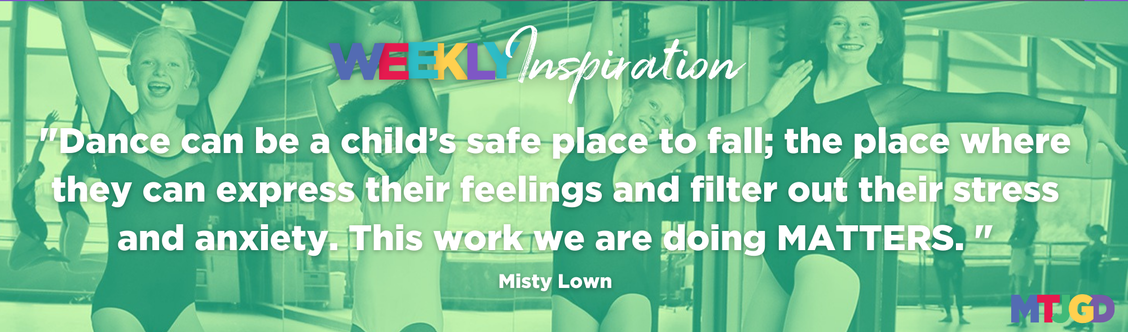 WEEKLY Inspiration
"Dance can be a child’s safe place to fall; the place where
they can express their feelings and filter out their stress
and anxiety. This work we are doing MATTERS. "
Misty Lown
MTJGD